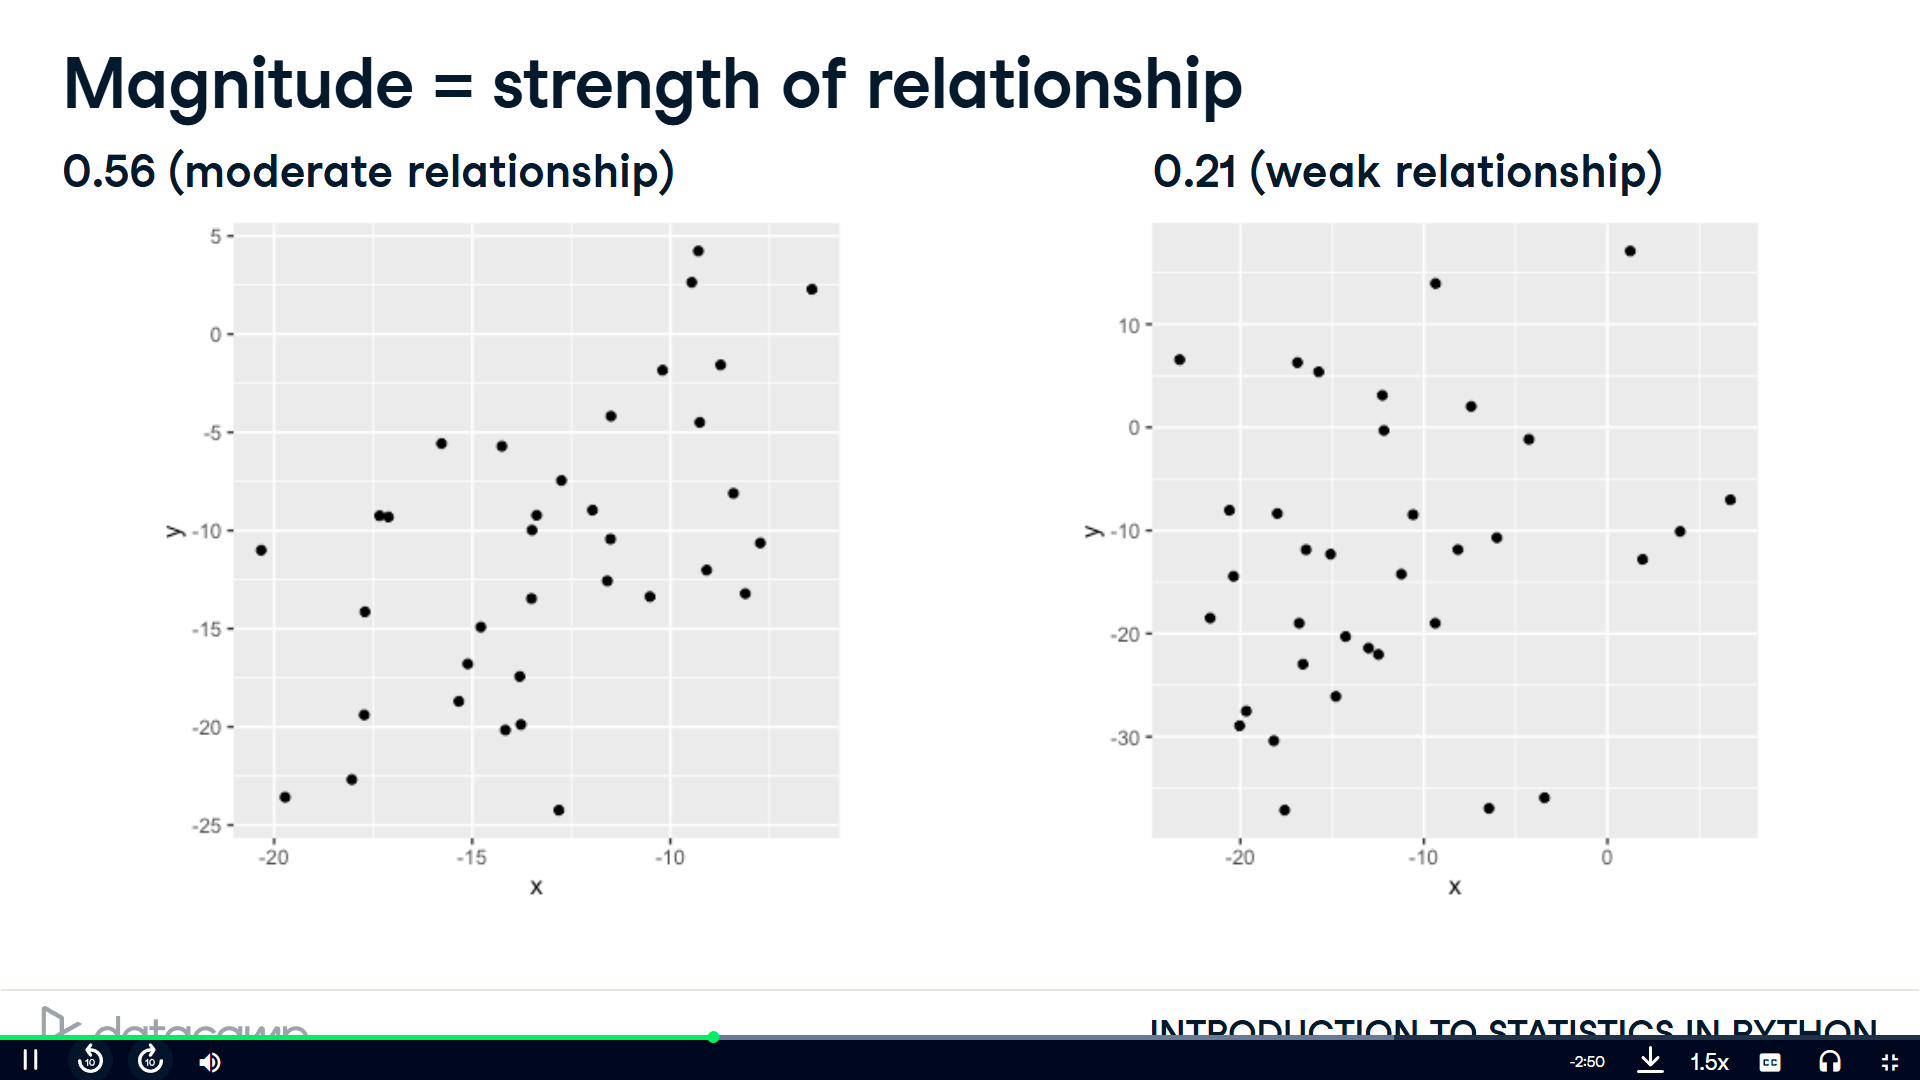 Magnitude = strength of relationship
0.56 (moderate relationship)
5
0
-5
-10
-15
-20
-25
y
-20 -15 -10
x
0.21 (weak relationship)
10
0
-10
-20
-30
y
-20 -10 0
x
datacamp
INTRODUCTION TO STATISTICS IN PYTHON
10
10
-2:50
1.5x
CC